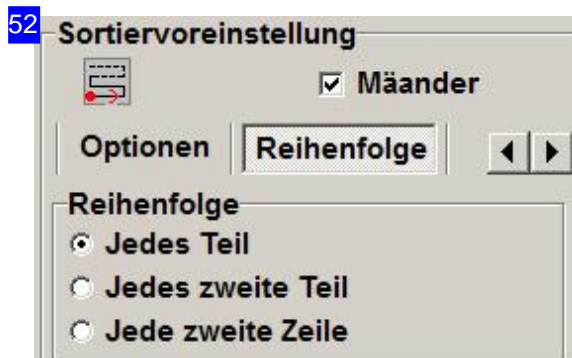 52
Sortiervoreinstellung
Mäander
Optionen Reihenfolge
Reihenfolge
Jedes Teil
Jedes zweite Teil
Jede zweite Zeile